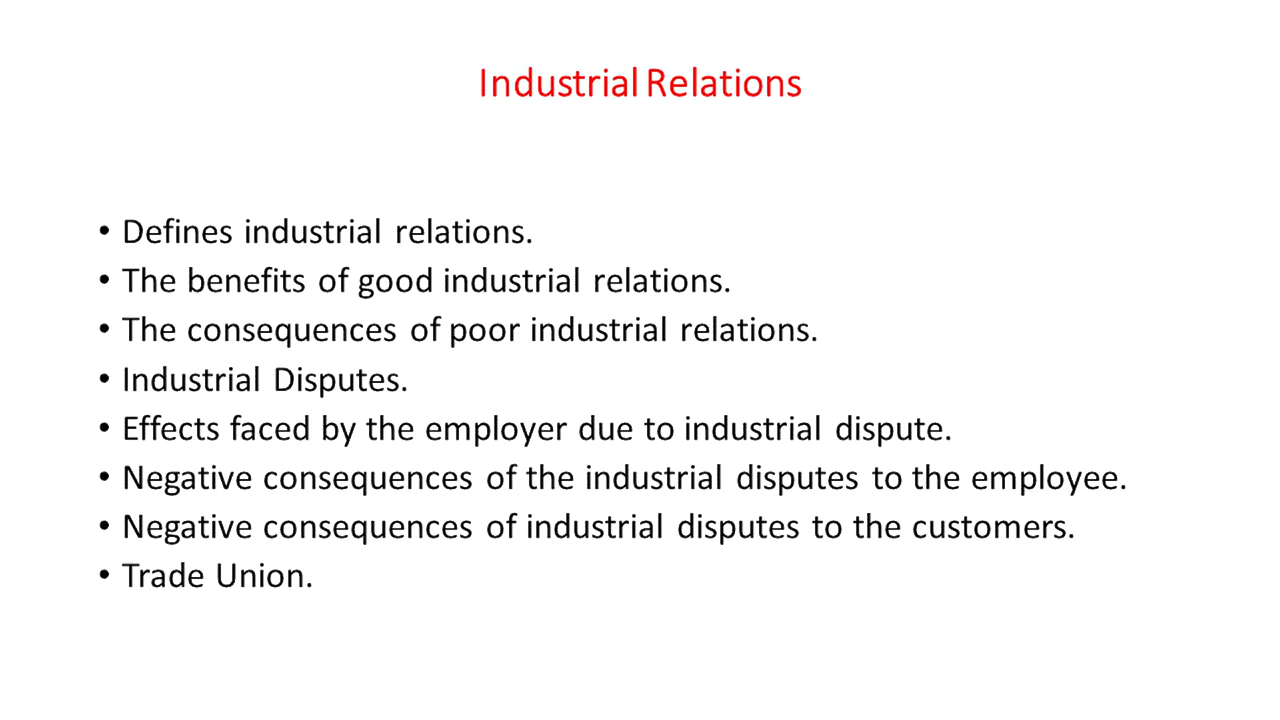 Industrial Relations
• Defines industrial relations.
• The benefits of good industrial relations.
• The consequences of poor industrial relations.
• Industrial Disputes.
• Effects faced by the employer due to industrial dispute.
• Negative consequences of the industrial disputes to the employee.
• Negative consequences of industrial disputes to the customers.
• Trade Union.